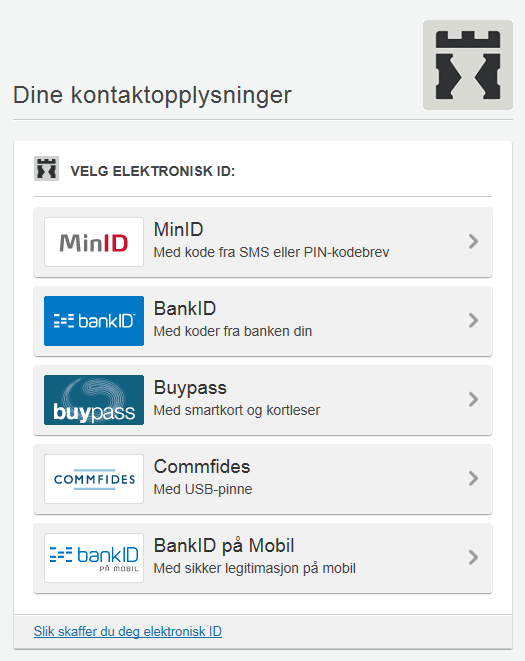 Dine kontaktopplysninger
VELG ELEKTRONISK ID:
MinID
MinID
Med kode fra SMS eller PIN-kodebrev
bankID
BankID
Med koder fra banken din
buypass
Buypass
Med smartkort og kortleser
COMMFIDES
Commfides
Med USB-pinne
bankID
PÅ MOBIL
BankID på Mobil
Med sikker legitimasjon på mobil
Slik skaffer du deg elektronisk ID